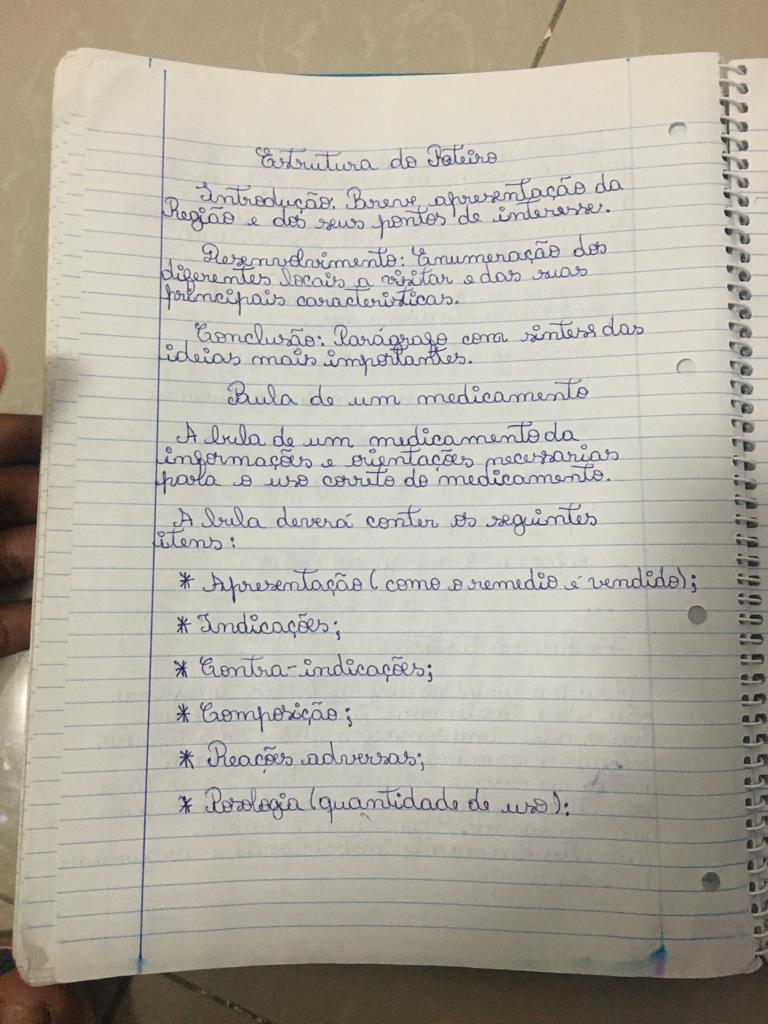 Estrutura do Roteiro
Introdução: Breve apresentação da
Região e dos seus pontos de interesse.
Desenvolvimento: Enumeração dos
diferentes locais a visitar e das suas
principais caracteristicas.
Conclusão: Parágrafo com sintese das
ideias mais importantes.
Bula de um medicamento
A bula de um medicamento da
informações e orientações necessarias
para o uso correto do medicamento.
A bula deverá conter os seguintes
itens:
* Apresentação (como o remedio é vendido);
* Indicações;
* Contra-indicações;
* Composição;
* Reações adversas;
* Posologia (quantidade de uso);